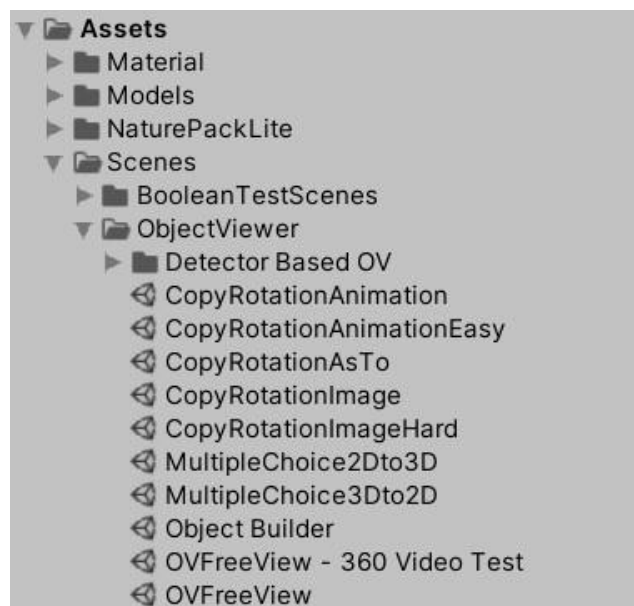 Assets
Material
Models
NaturePackLite
Scenes
BooleanTestScenes
ObjectViewer
Detector Based OV
CopyRotationAnimation
CopyRotationAnimationEasy
CopyRotationAsTo
CopyRotationImage
CopyRotationImageHard
MultipleChoice2Dto3D
MultipleChoice3Dto2D
Object Builder
OVFreeView - 360 Video Test
OVFreeView